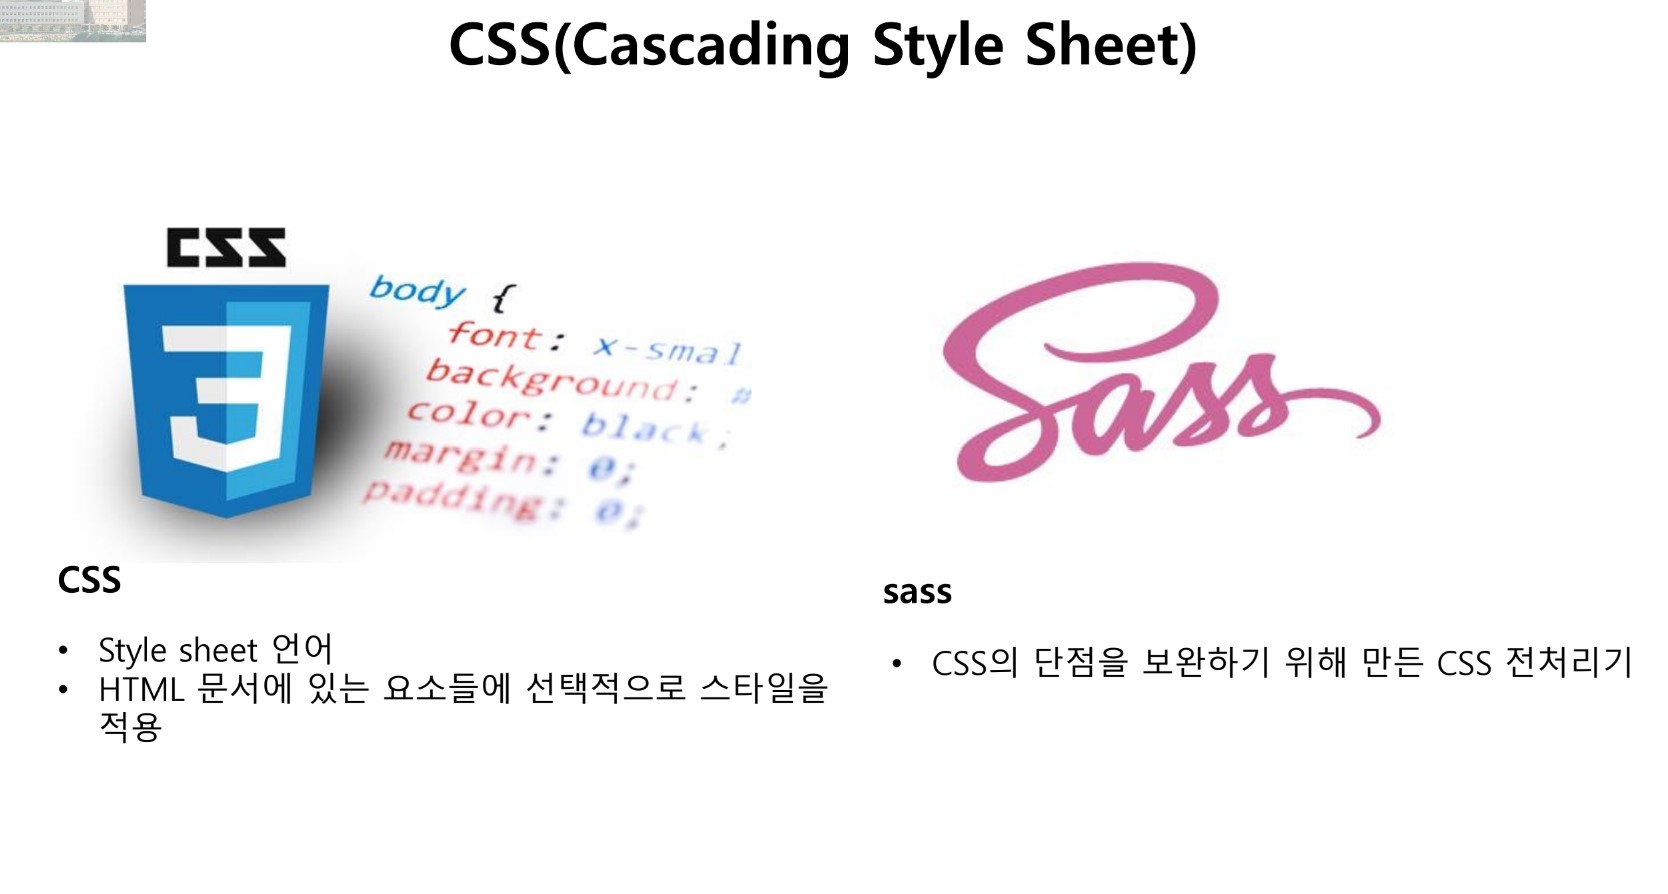 CSS(Cascading Style Sheet)
CSS
3
body {
font: x-smal
background: #
color: black;
margin: 0;
padding: 0;
Sass
CSS
• Style sheet 언어
• HTML 문서에 있는 요소들에 선택적으로 스타일을
적용
sass
• CSS의 단점을 보완하기 위해 만든 CSS 전처리기